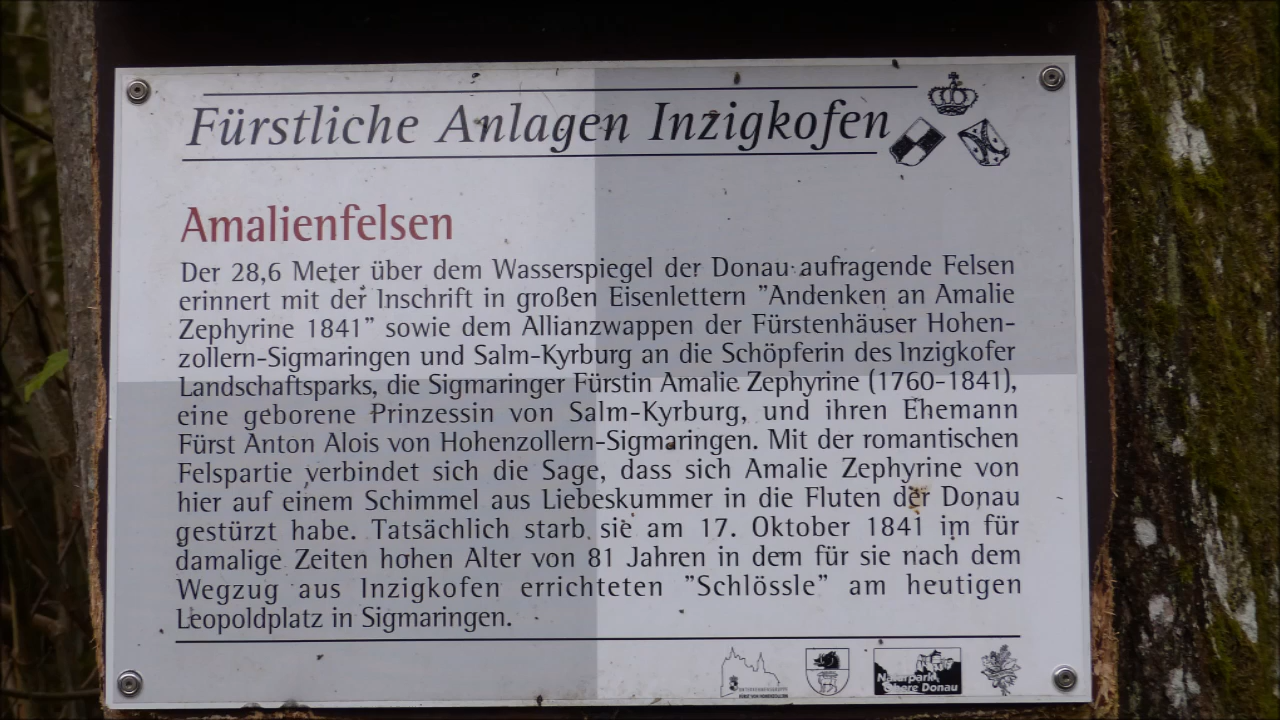 Fürstliche Anlagen Inzigkofen
Amalienfelsen
Der 28,6 Meter über dem Wasserspiegel der Donau aufragende Felsen
erinnert mit der Inschrift in großen Eisenlettern "Andenken an Amalie
Zephyrine 1841" sowie dem Allianzwappen der Fürstenhäuser Hohen-
zollern-Sigmaringen und Salm-Kyrburg an die Schöpferin des Inzigkofer
Landschaftsparks, die Sigmaringer Fürstin Amalie Zephyrine (1760-1841),
eine geborene Prinzessin von Salm-Kyrburg, und ihren Ehemann
Fürst Anton Alois von Hohenzollern-Sigmaringen. Mit der romantischen
Felspartie verbindet sich die Sage, dass sich Amalie Zephyrine von
hier auf einem Schimmel aus Liebeskummer in die Fluten der Donau
gestürzt habe. Tatsächlich starb sie am 17. Oktober 1841 im für
damalige Zeiten hohen Alter von 81 Jahren in dem für sie nach dem
Wegzug aus Inzigkofen errichteten "Schlössle" am heutigen
Leopoldplatz in Sigmaringen.
Naturpark
Obere Donau